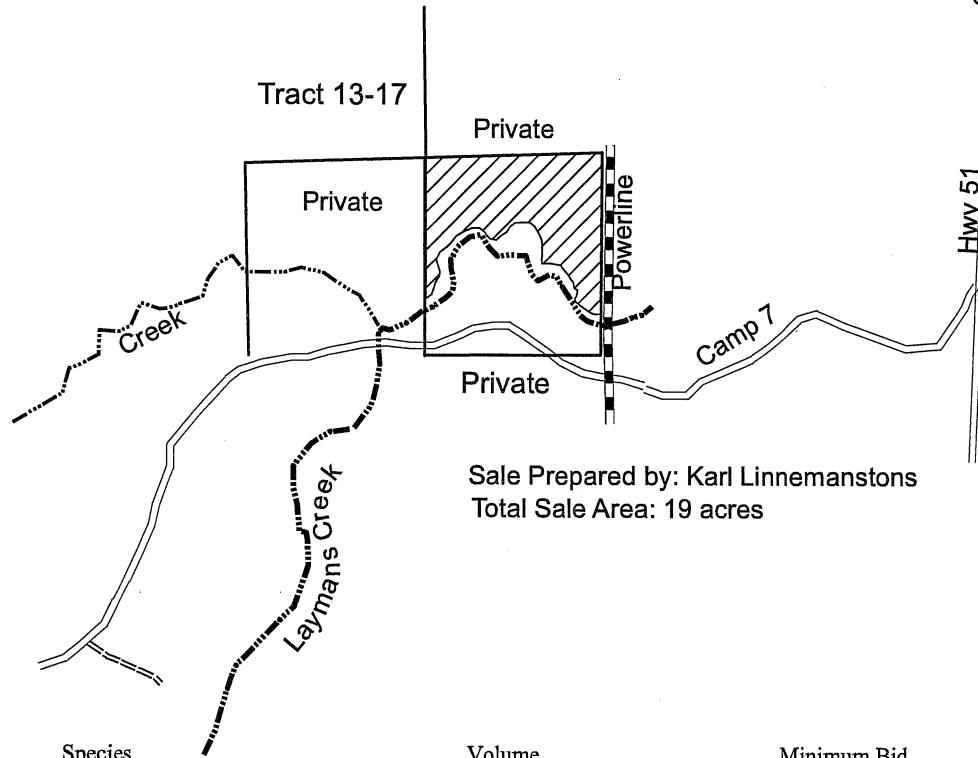 Tract 13-17
Private
Private
Powerline
Hwy 51
Creek
Camp 7
Private
Sale Prepared by: Karl Linnemanstons
Total Sale Area: 19 acres
Laymans Creek
Species Volume Minimum Bid